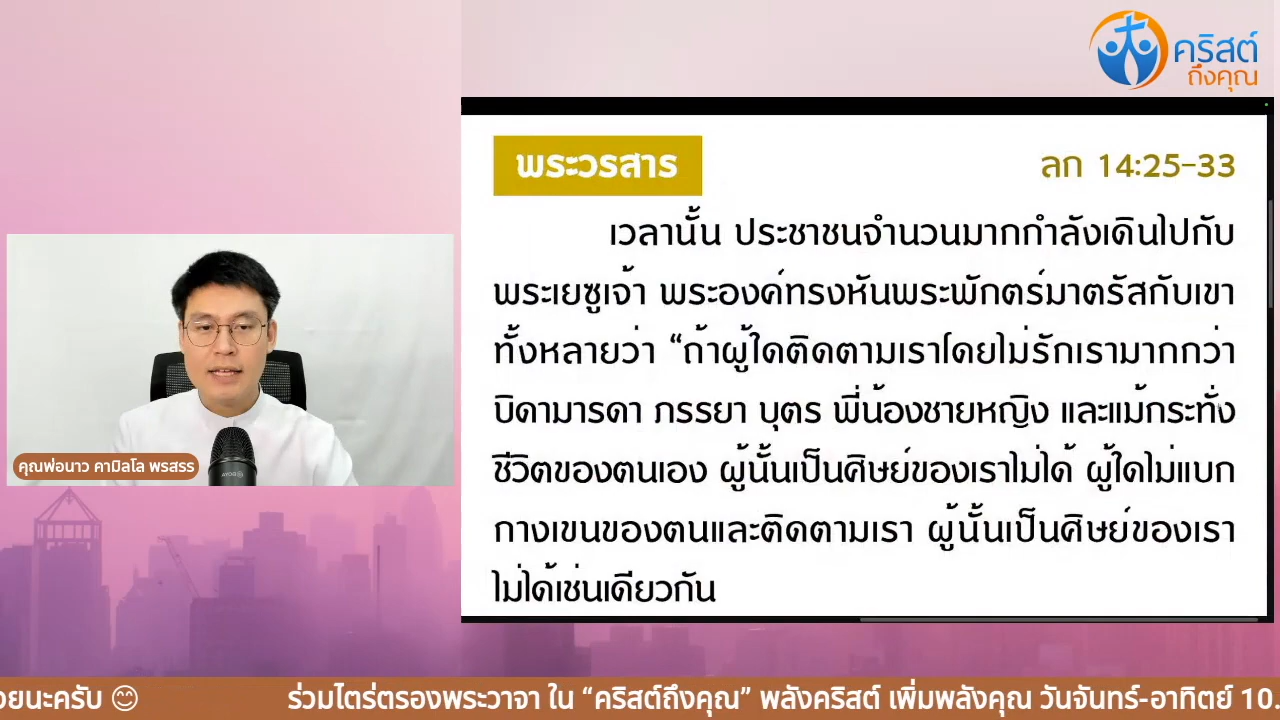 คริสต์
ถึงคุณ
พระวรสาร
ลก 14:25-33
เวลานั้น ประชาชนจำนวนมากกำลังเดินไปกับ
พระเยซูเจ้า พระองค์ทรงหันพระพักตร์มาตรัสกับเขา
ทั้งหลายว่า “ถ้าผู้ใดติดตามเราโดยไม่รักเรามากกว่า
บิดามารดา ภรรยา บุตร พี่น้องชายหญิง และแม้กระทั่ง
ชีวิตของตนเอง ผู้นั้นเป็นศิษย์ของเราไม่ได้ ผู้ใดไม่แบก
กางเขนของตนและติดตามเรา ผู้นั้นเป็นศิษย์ของเรา
ไม่ได้เช่นเดียวกัน
คุณพ่อนาว คามิลโล พรสรร
วยนะครับ 😊 ร่วมไตร่ตรองพระวาจา ใน “คริสต์ถึงคุณ” พลังคริสต์ เพิ่มพลังคุณ วันจันทร์-อาทิตย์ 10.